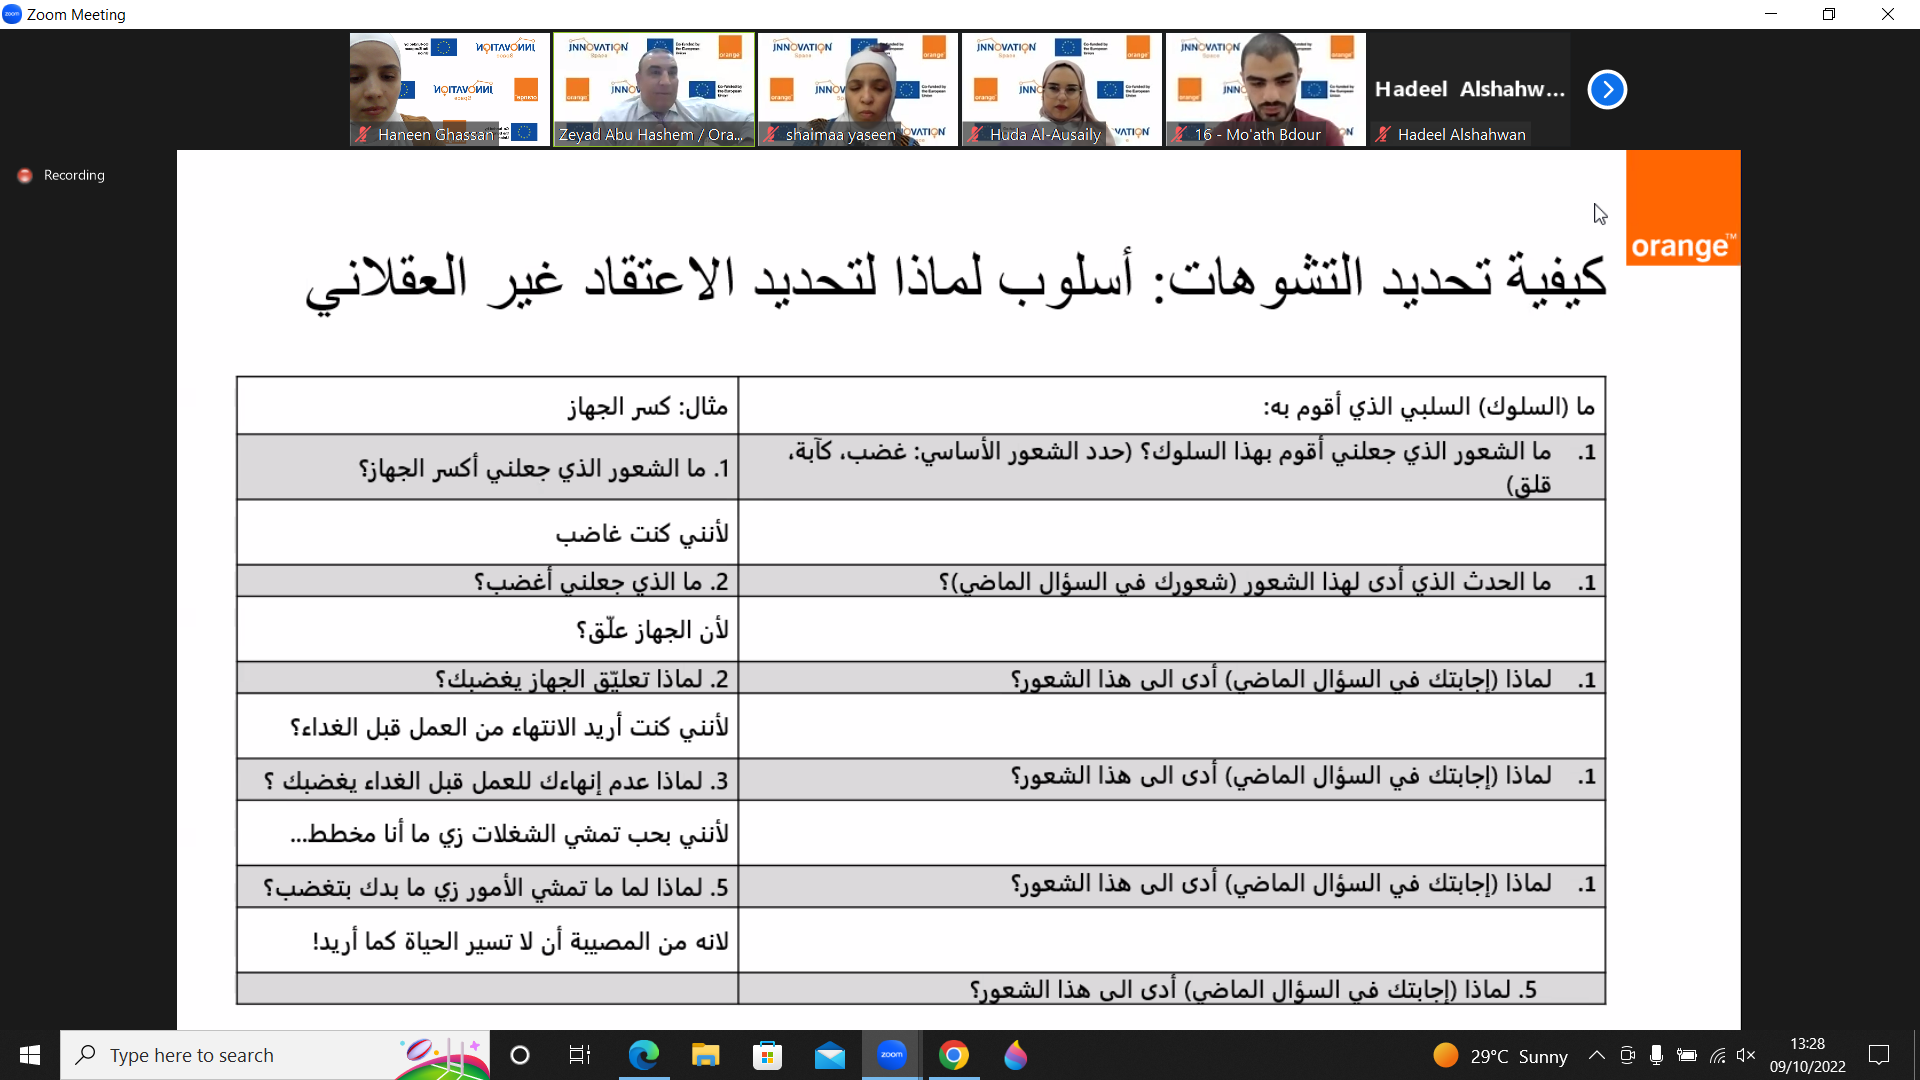 Zoom Meeting
Haneen Ghassan
Zeyad Abu Hashem / Ora...
shaimaa yaseen
Huda Al-Ausaily
16 - Mo'ath Bdour
Hadeel Alshahw...
Hadeel Alshahwan
Recording
orange™
كيفية تحديد التشوهات: أسلوب لماذا لتحديد الاعتقاد غير العقلاني
ما (السلوك) السلبي الذي أقوم به:
مثال: كسر الجهاز
1. ما الشعور الذي جعلني أقوم بهذا السلوك؟ (حدد الشعور الأساسي: غضب، كآبة،
قلق)
1. ما الشعور الذي جعلني أكسر الجهاز؟
لأنني كنت غاضب
1. ما الحدث الذي أدى لهذا الشعور (شعورك في السؤال الماضي)؟
2. ما الذي جعلني أغضب؟
لأن الجهاز علّق؟
1. لماذا (إجابتك في السؤال الماضي) أدى الى هذا الشعور؟
2. لماذا تعليّق الجهاز يغضبك؟
لأنني كنت أريد الانتهاء من العمل قبل الغداء؟
1. لماذا (إجابتك في السؤال الماضي) أدى الى هذا الشعور؟
3. لماذا عدم إنهاءك للعمل قبل الغداء يغضبك ؟
لأنني بحب تمشي الشغلات زي ما أنا مخطط...
1. لماذا (إجابتك في السؤال الماضي) أدى الى هذا الشعور؟
5. لماذا لما ما تمشي الأمور زي ما بدك بتغضب؟
لانه من المصيبة أن لا تسير الحياة كما أريد!
5. لماذا (إجابتك في السؤال الماضي) أدى الى هذا الشعور؟
Type here to search
zoom
29°C Sunny
13:28
09/10/2022